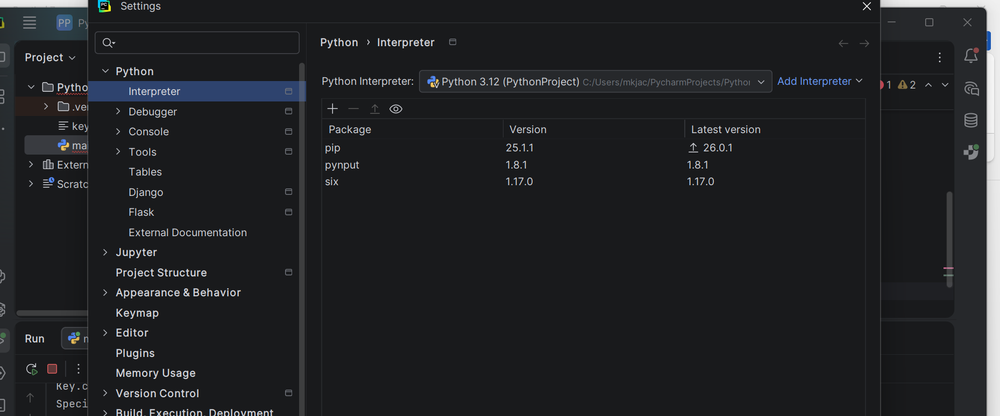 PC
Settings
PP Py
Project
Python › Interpreter
Python
Python Interpreter: Python 3.12 (PythonProject) C:/Users/mkjac/PycharmProjects/Pythor Add Interpreter
1 2
Pytho
Interpreter
.ve
Debugger
Package Version Latest version
key
Console
pip 25.1.1 26.0.1
mai
Tools
Extern
pynput 1.8.1 1.8.1
Tables
Scratc
six 1.17.0 1.17.0
Django
Flask
External Documentation
Jupyter
Project Structure
Appearance & Behavior
Keymap
Editor
Run
Plugins
Memory Usage
Key.c
Version Control
Speci
Build, Execution, Deployment